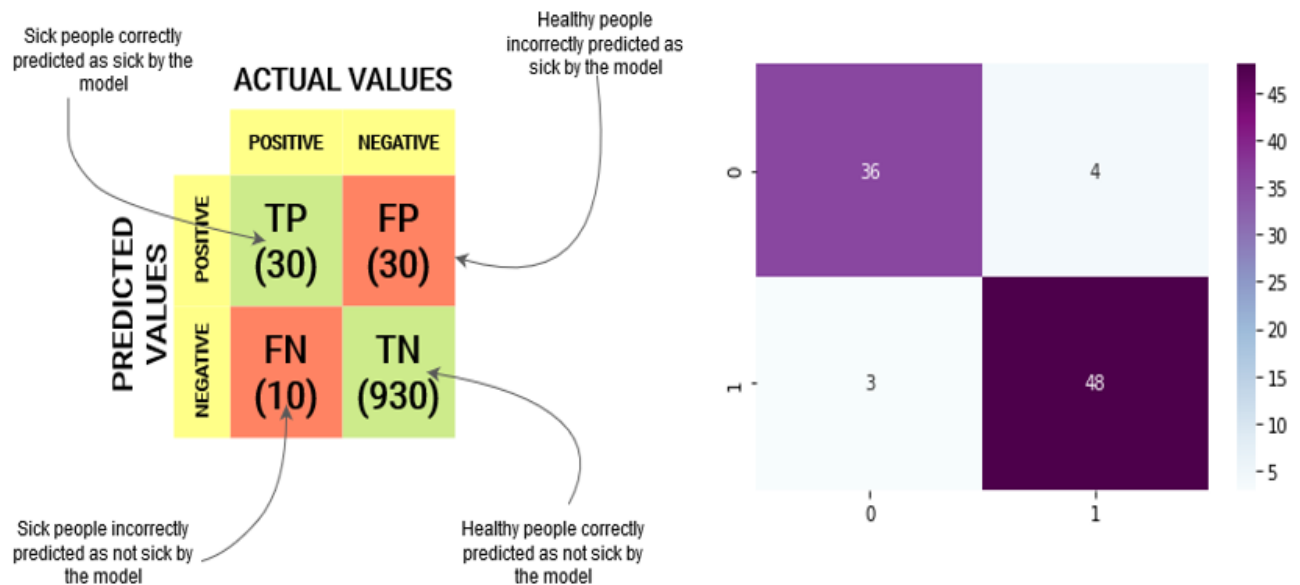 Sick people correctly
predicted as sick by the
model
Healthy people
incorrectly predicted as
sick by the model
ACTUAL VALUES
POSITIVE
NEGATIVE
PREDICTED
VALUES
POSITIVE
TP
(30)
FP
(30)
NEGATIVE
FN
(10)
TN
(930)
Sick people incorrectly
predicted as not sick by
the model
Healthy people correctly
predicted as not sick by
the model
0
36
4
1
3
48
0
1
45
40
35
30
25
20
15
10
5